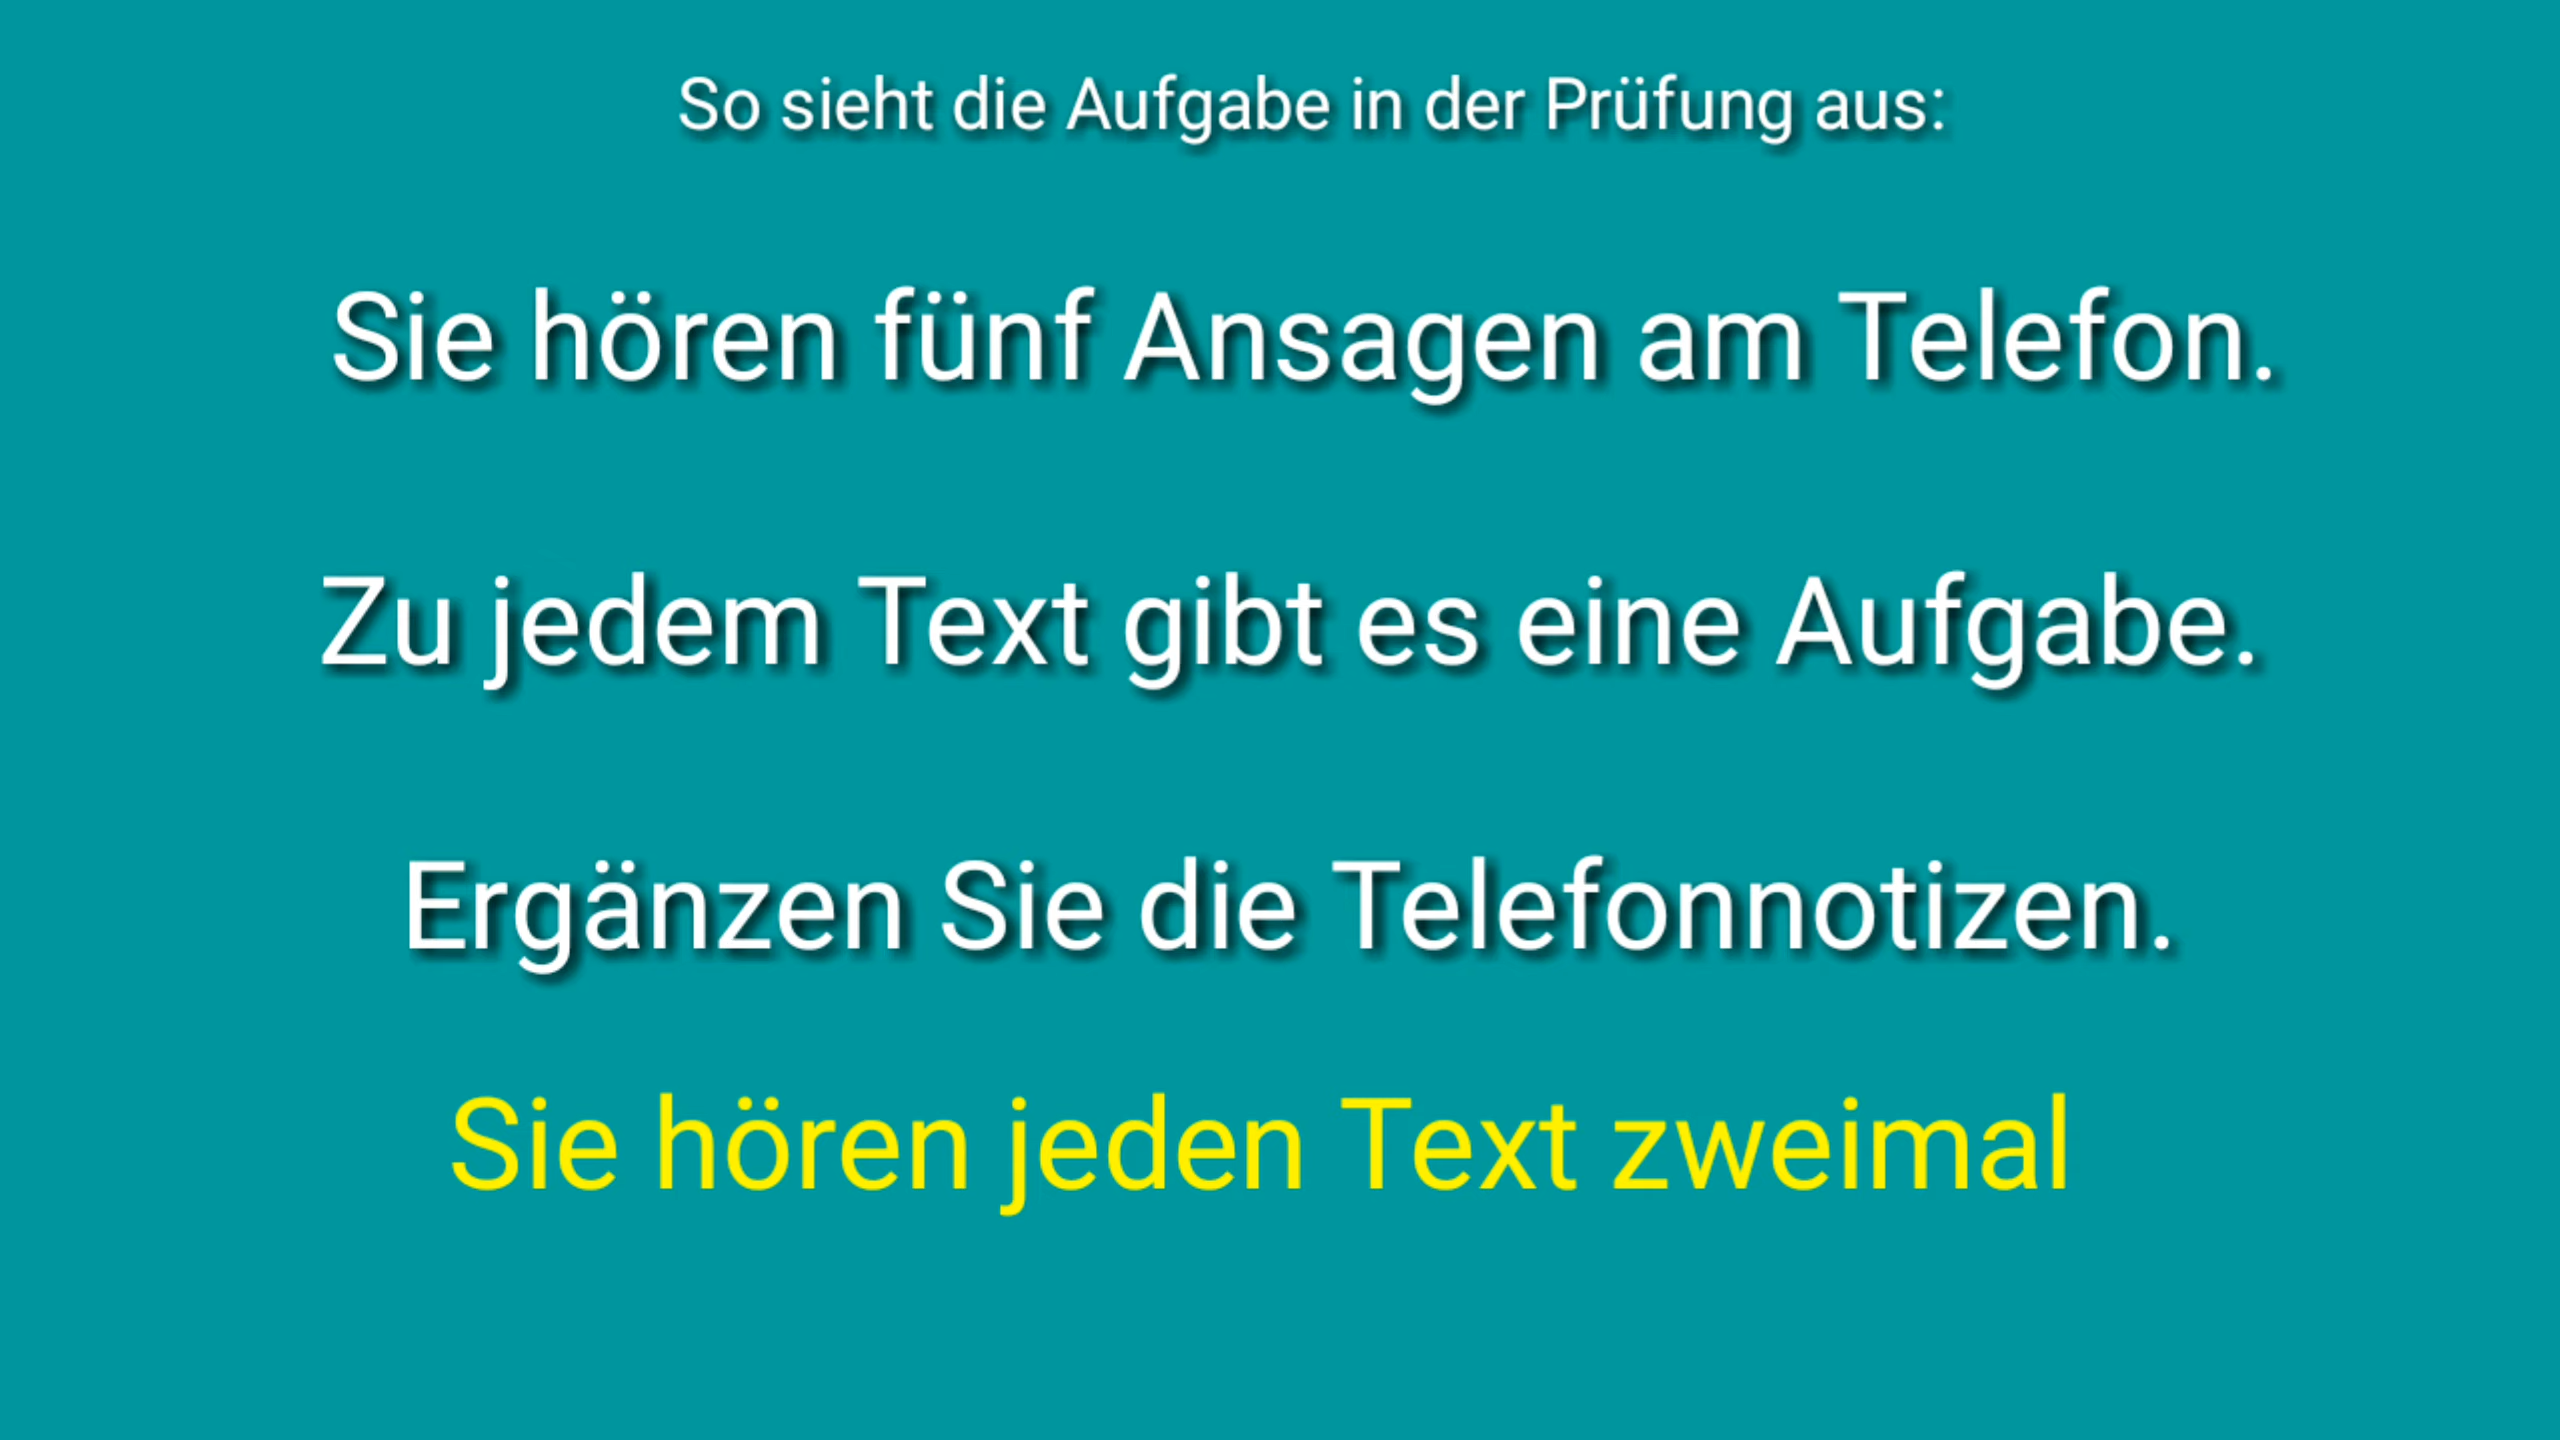 So sieht die Aufgabe in der Prüfung aus:
Sie hören fünf Ansagen am Telefon.
Zu jedem Text gibt es eine Aufgabe.
Ergänzen Sie die Telefonnotizen.
Sie hören jeden Text zweimal